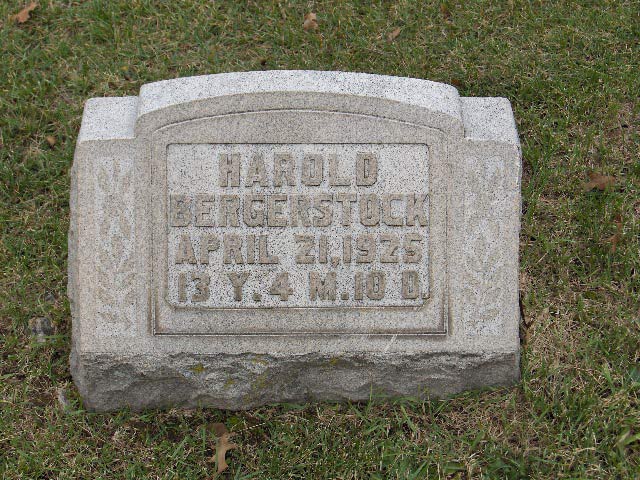 HAROLD
BERGERSTOCK
APRIL 21, 1925
13 Y. 4 M. 10 D.